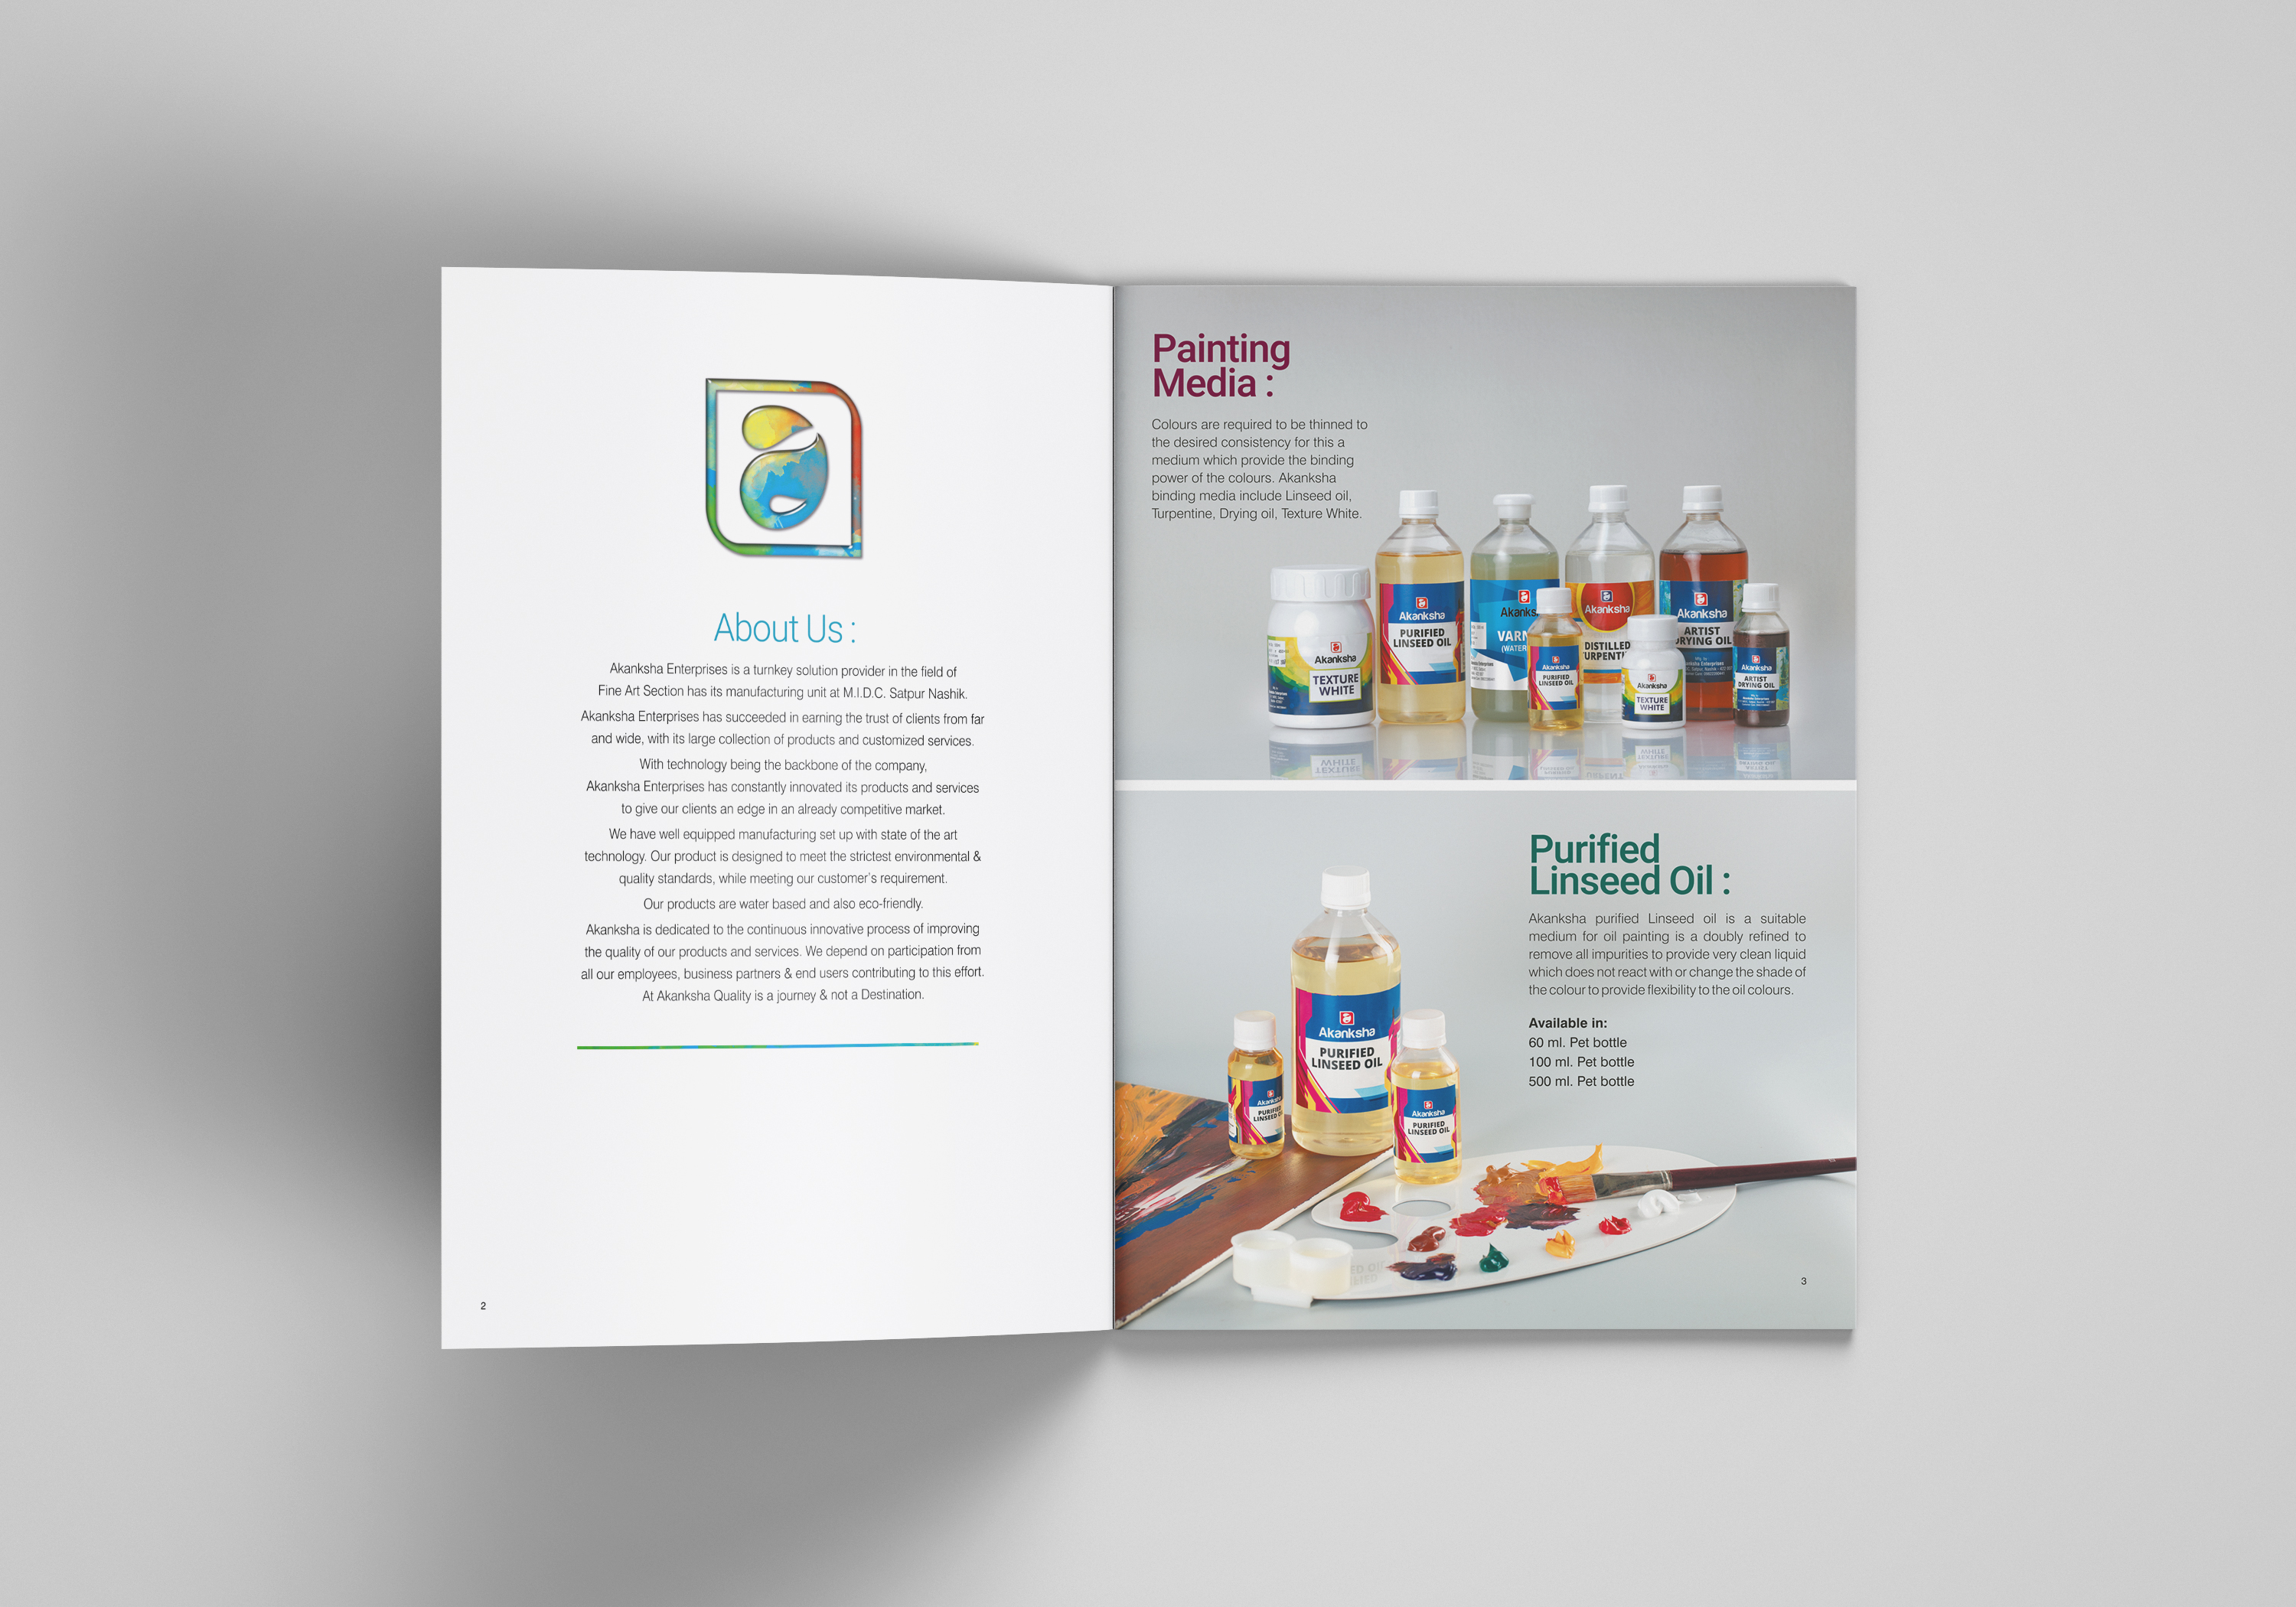 About Us :
Akanksha Enterprises is a turnkey solution provider in the field of
Fine Art Section has its manufacturing unit at M.I.D.C. Satpur Nashik.
Akanksha Enterprises has succeeded in earning the trust of clients from far
and wide, with its large collection of products and customized services.
With technology being the backbone of the company,
Akanksha Enterprises has constantly innovated its products and services
to give our clients an edge in an already competitive market.
We have well equipped manufacturing set up with state of the art
technology. Our product is designed to meet the strictest environmental &
quality standards, while meeting our customer's requirement.
Our products are water based and also eco-friendly.
Akanksha is dedicated to the continuous innovative process of improving
the quality of our products and services. We depend on participation from
all our employees, business partners & end users contributing to this effort.
At Akanksha Quality is a journey & not a Destination.
2
Painting
Media :
Colours are required to be thinned to
the desired consistency for this a
medium which provide the binding
power of the colours. Akanksha
binding media include Linseed oil,
Turpentine, Drying oil, Texture White.
Akanksha
TEXTURE
WHITE
Akanksha
PURIFIED
LINSEED OIL
Akanks
VARN
(WATER
Akanksha
PURIFIED
LINSEED OIL
Akanksha
DISTILLED
URPENTI
Akanksha
TEXTURE
WHITE
Akanksha
ARTIST
RYING OIL
Akanksha
ARTIST
DRYING OIL
Purified
Linseed Oil :
Akanksha purified Linseed oil is a suitable
medium for oil painting is a doubly refined to
remove all impurities to provide very clean liquid
which does not react with or change the shade of
the colour to provide flexibility to the oil colours.
Available in:
60 ml. Pet bottle
100 ml. Pet bottle
500 ml. Pet bottle
Akanksha
PURIFIED
LINSEED O
Akanksha
PURIFIED
LINSEED OIL
Akanksha
PURIFIED
LINSEED OIL
3